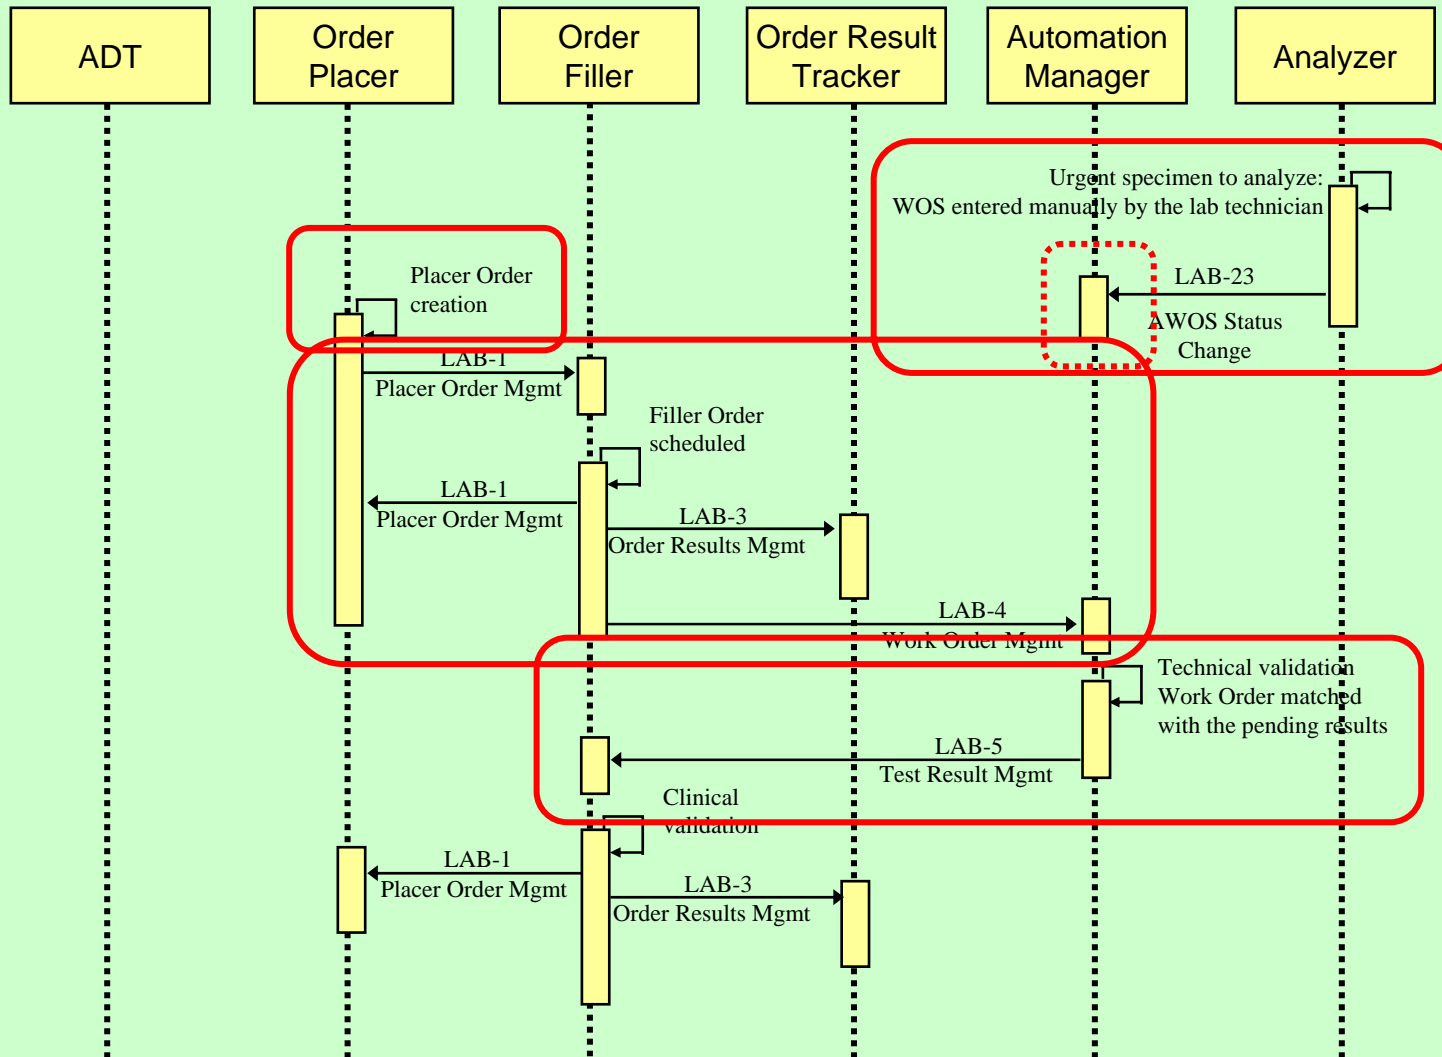 ADT
Order
Placer
Order
Filler
Order Result
Tracker
Automation
Manager
Analyzer
Urgent specimen to analyze:
WOS entered manually by the lab technician
LAB-23
AWOS Status
Change
Placer Order
creation
LAB-1
Placer Order Mgmt
Filler Order
scheduled
LAB-1
Placer Order Mgmt
LAB-3
Order Results Mgmt
LAB-4
Work Order Mgmt
Technical validation
Work Order matched
with the pending results
LAB-5
Test Result Mgmt
Clinical
validation
LAB-1
Placer Order Mgmt
LAB-3
Order Results Mgmt